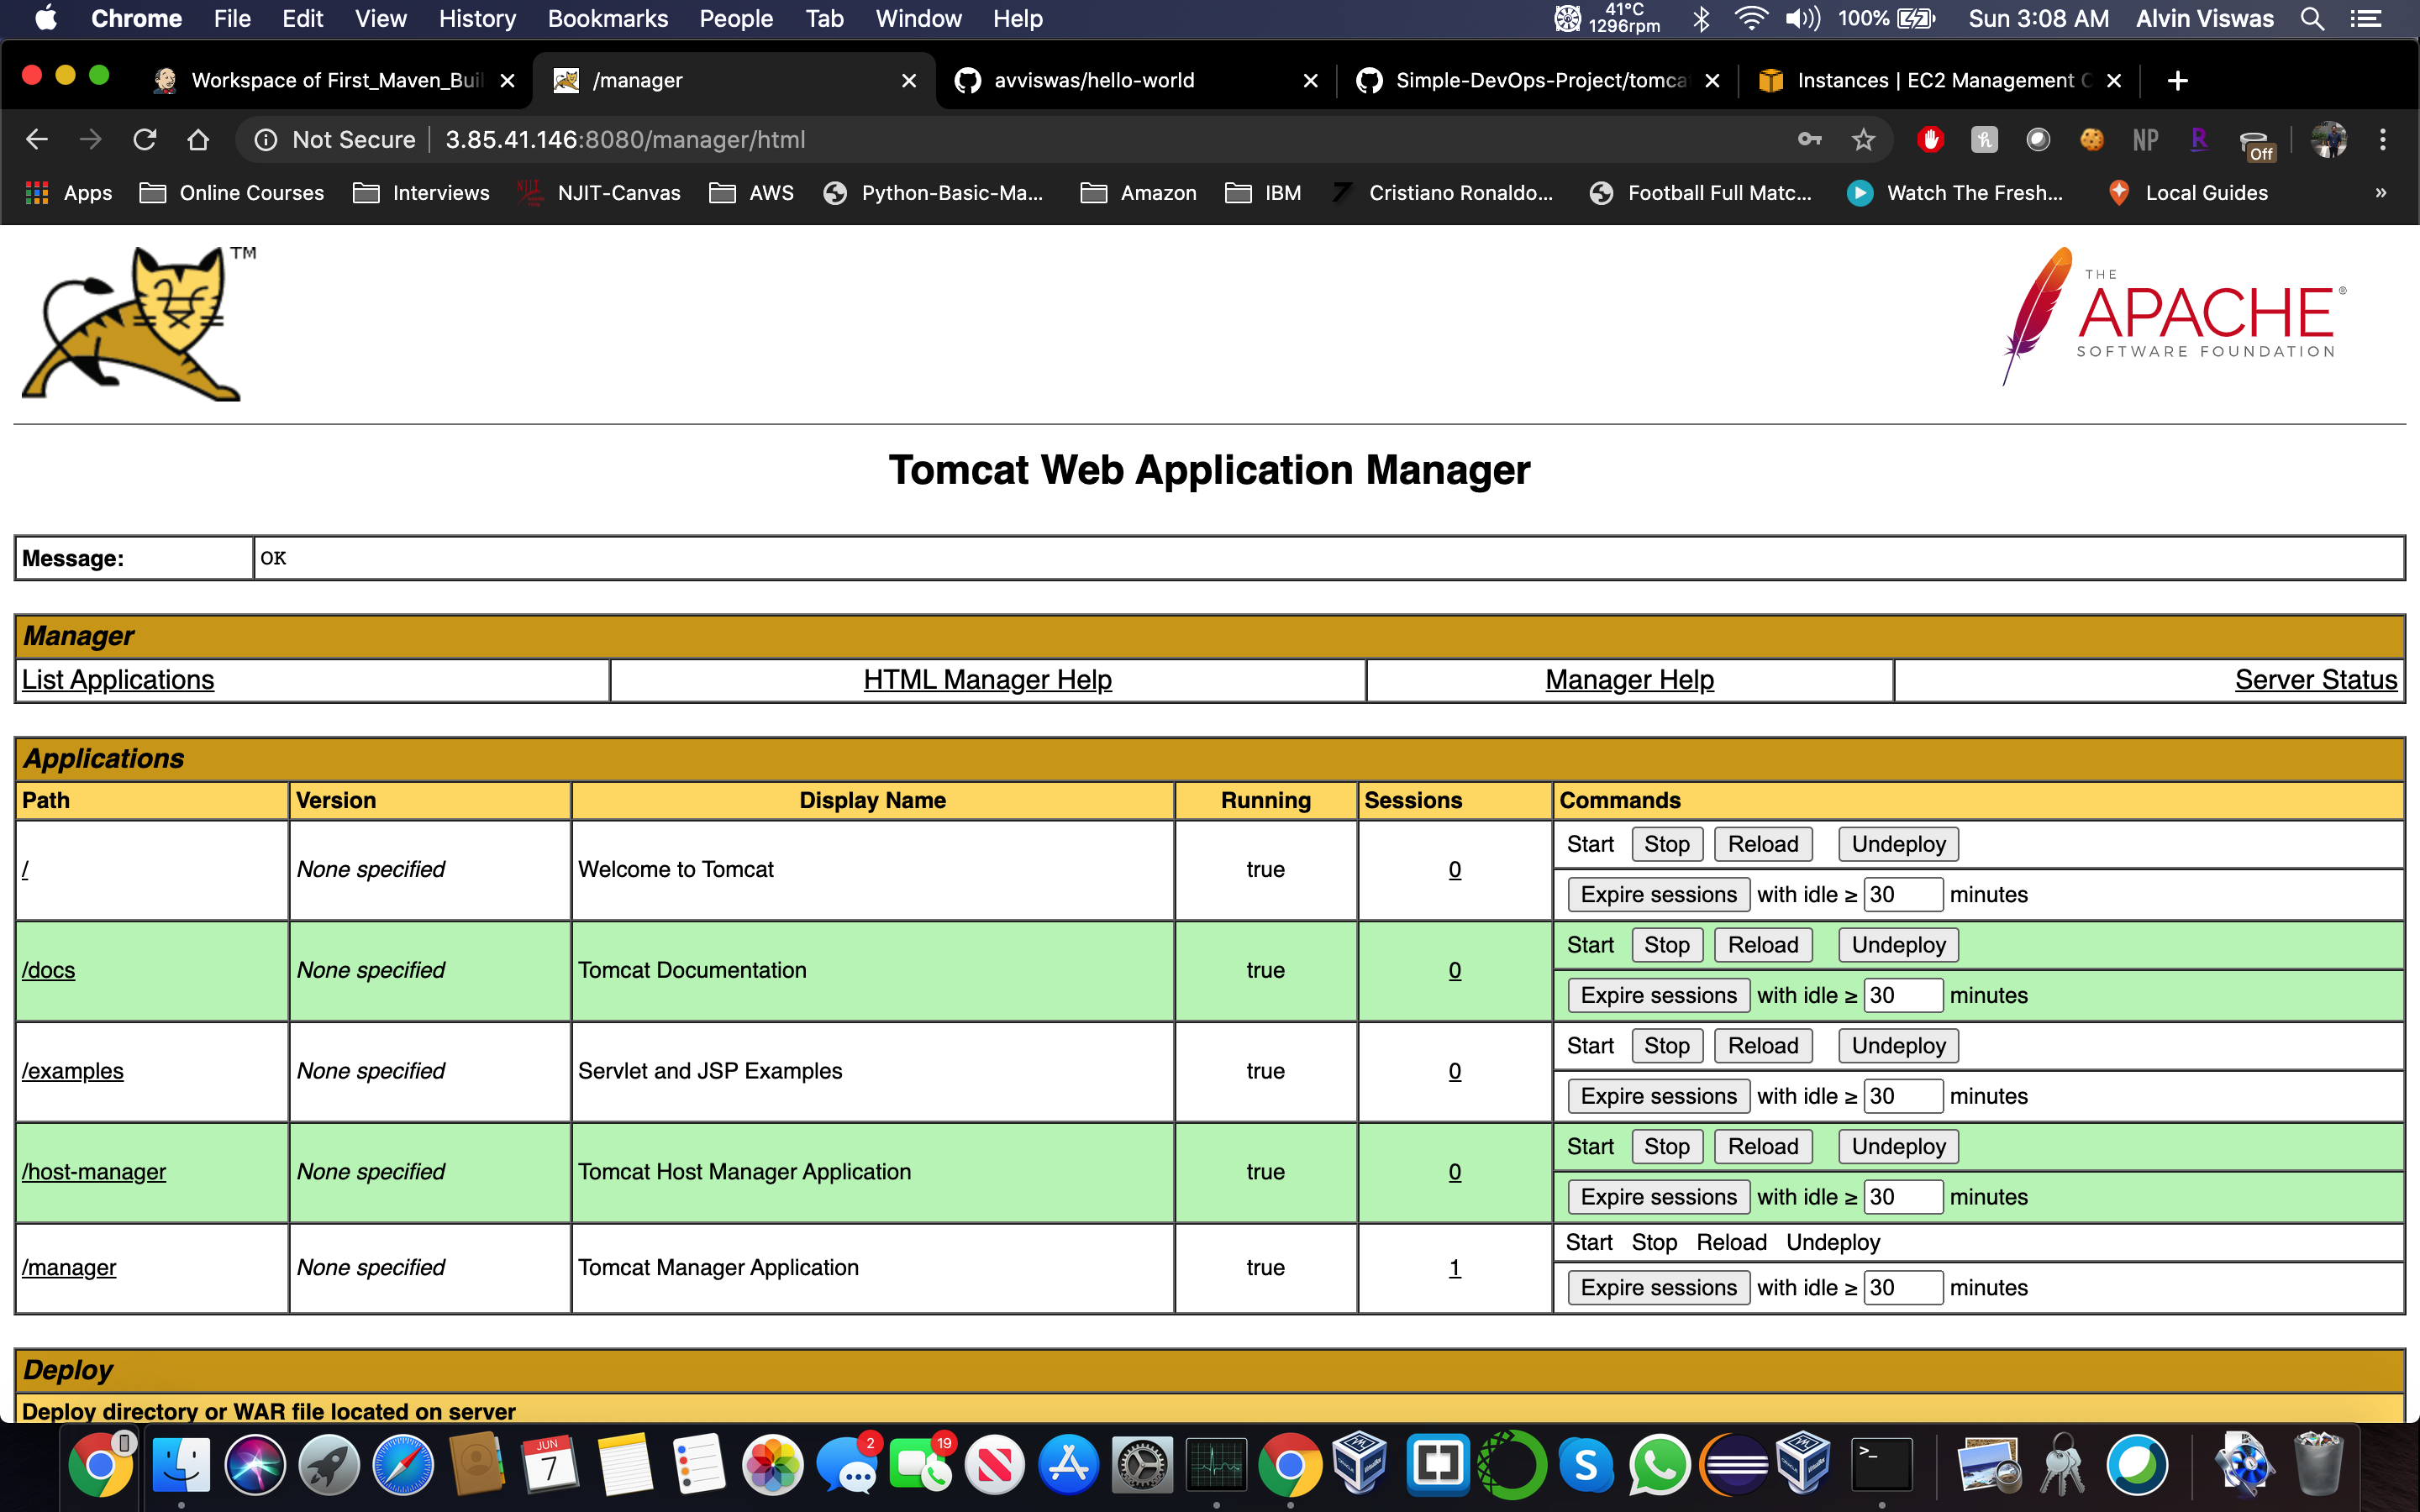 Chrome File Edit View History Bookmarks People Tab Window Help 41°C 1296rpm 100% Sun 3:08 AM Alvin Viswas
Workspace of First_Maven_Buil /manager avviswas/hello-world Simple-DevOps-Project/tomca Instances | EC2 Management C
Not Secure 3.85.41.146:8080/manager/html NP R Off
Apps Online Courses Interviews NJIT-Canvas AWS Python-Basic-Ma... Amazon IBM Cristiano Ronaldo... Football Full Matc... Watch The Fresh... Local Guides »
TM
THE
APACHE®
SOFTWARE FOUNDATION
Tomcat Web Application Manager
Message: OK
Manager
List Applications HTML Manager Help Manager Help Server Status
Applications
Path Version Display Name Running Sessions Commands
/ None specified Welcome to Tomcat true 0 Start Stop Reload Undeploy
Expire sessions with idle ≥ 30 minutes
/docs None specified Tomcat Documentation true 0 Start Stop Reload Undeploy
Expire sessions with idle ≥ 30 minutes
/examples None specified Servlet and JSP Examples true 0 Start Stop Reload Undeploy
Expire sessions with idle ≥ 30 minutes
/host-manager None specified Tomcat Host Manager Application true 0 Start Stop Reload Undeploy
Expire sessions with idle ≥ 30 minutes
/manager None specified Tomcat Manager Application true 1 Start Stop Reload Undeploy
Expire sessions with idle ≥ 30 minutes
Deploy
Deploy directory or WAR file located on server
JUN 7 2 19